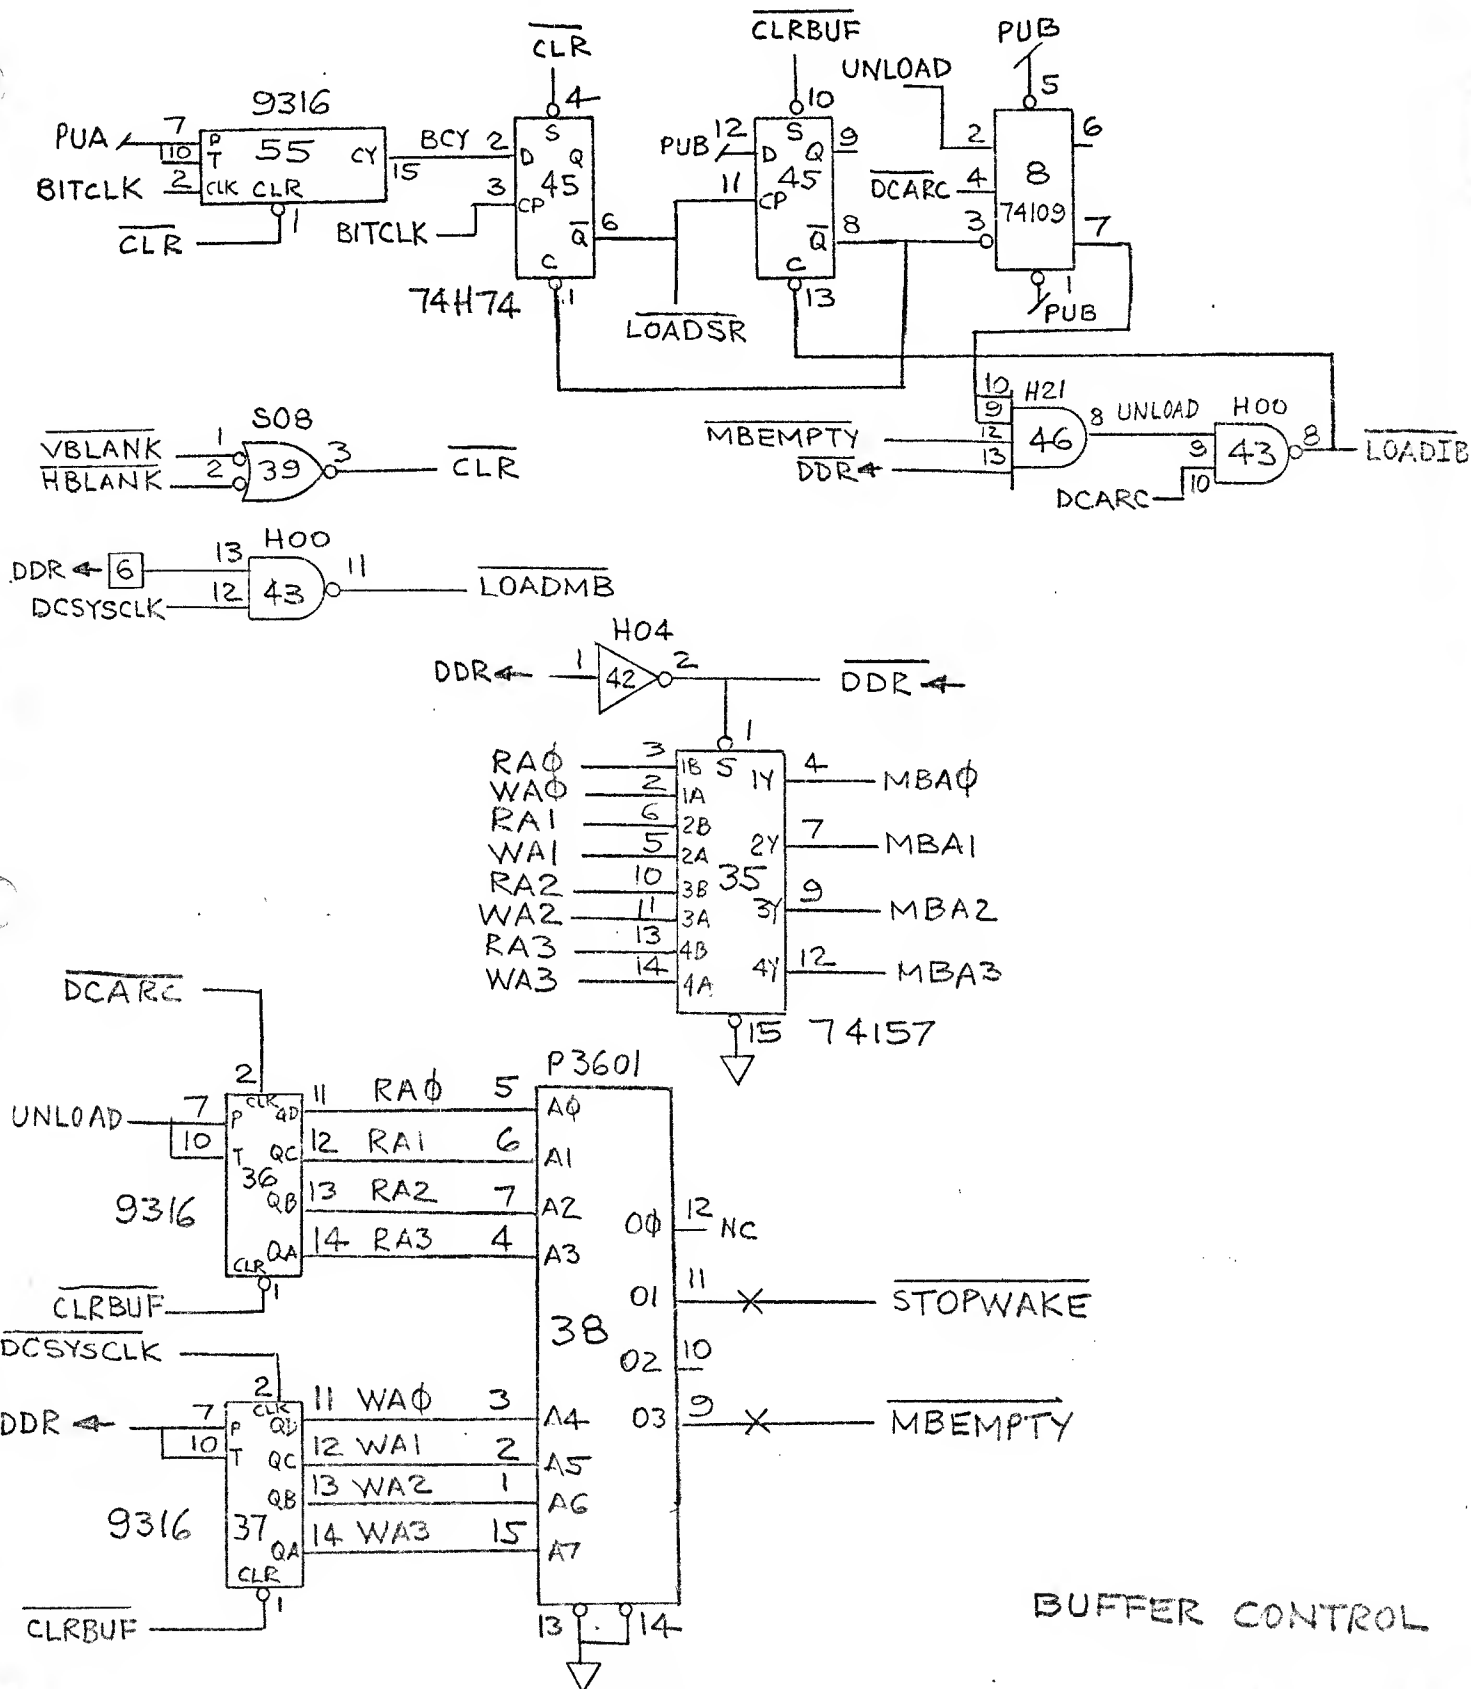 CLR
4
S
2
D
Q
3
CP
45
Q
6
C
1
74H74
BCY
BITCLK
LOADSR
9316
PUA
7
P
10
T
55
CY
15
BITCLK
2
CLK
CLR
1
CLR
CLRBUF
10
S
PUB
12
D
Q
9
11
CP
45
Q
8
C
13
PUB
5
UNLOAD
2
6
DCARC
4
8
74109
3
7
1
PUB
S08
VBLANK
1
HBLANK
2
39
3
CLR
H21
10
9
MBEMPTY
12
DDR
13
46
8
UNLOAD
H00
9
43
8
LOADIB
DCARC
10
H00
DDR
6
13
DCSYSCLK
12
43
11
LOADMB
H04
DDR
1
42
2
DDR
1
S
RAϕ
3
1B
1Y
4
MBAϕ
WAϕ
2
1A
RA1
6
2B
2Y
7
MBA1
WA1
5
2A
35
RA2
10
3B
3Y
9
MBA2
WA2
11
3A
RA3
13
4B
4Y
12
MBA3
WA3
14
4A
15
74157
DCARC
2
CLK
UNLOAD
7
P
10
T
QD
11
RAϕ
5
Aϕ
QC
12
RA1
6
A1
36
QB
13
RA2
7
A2
QA
14
RA3
4
A3
9316
CLR
1
CLRBUF
P3601
38
Oϕ
12
NC
O1
11
STOPWAKE
O2
10
O3
9
MBEMPTY
DCSYSCLK
2
CLK
DDR
7
P
10
T
QD
11
WAϕ
3
A4
QC
12
WA1
2
A5
QB
13
WA2
1
A6
QA
14
WA3
15
A7
9316
37
CLR
1
CLRBUF
13
14
BUFFER CONTROL